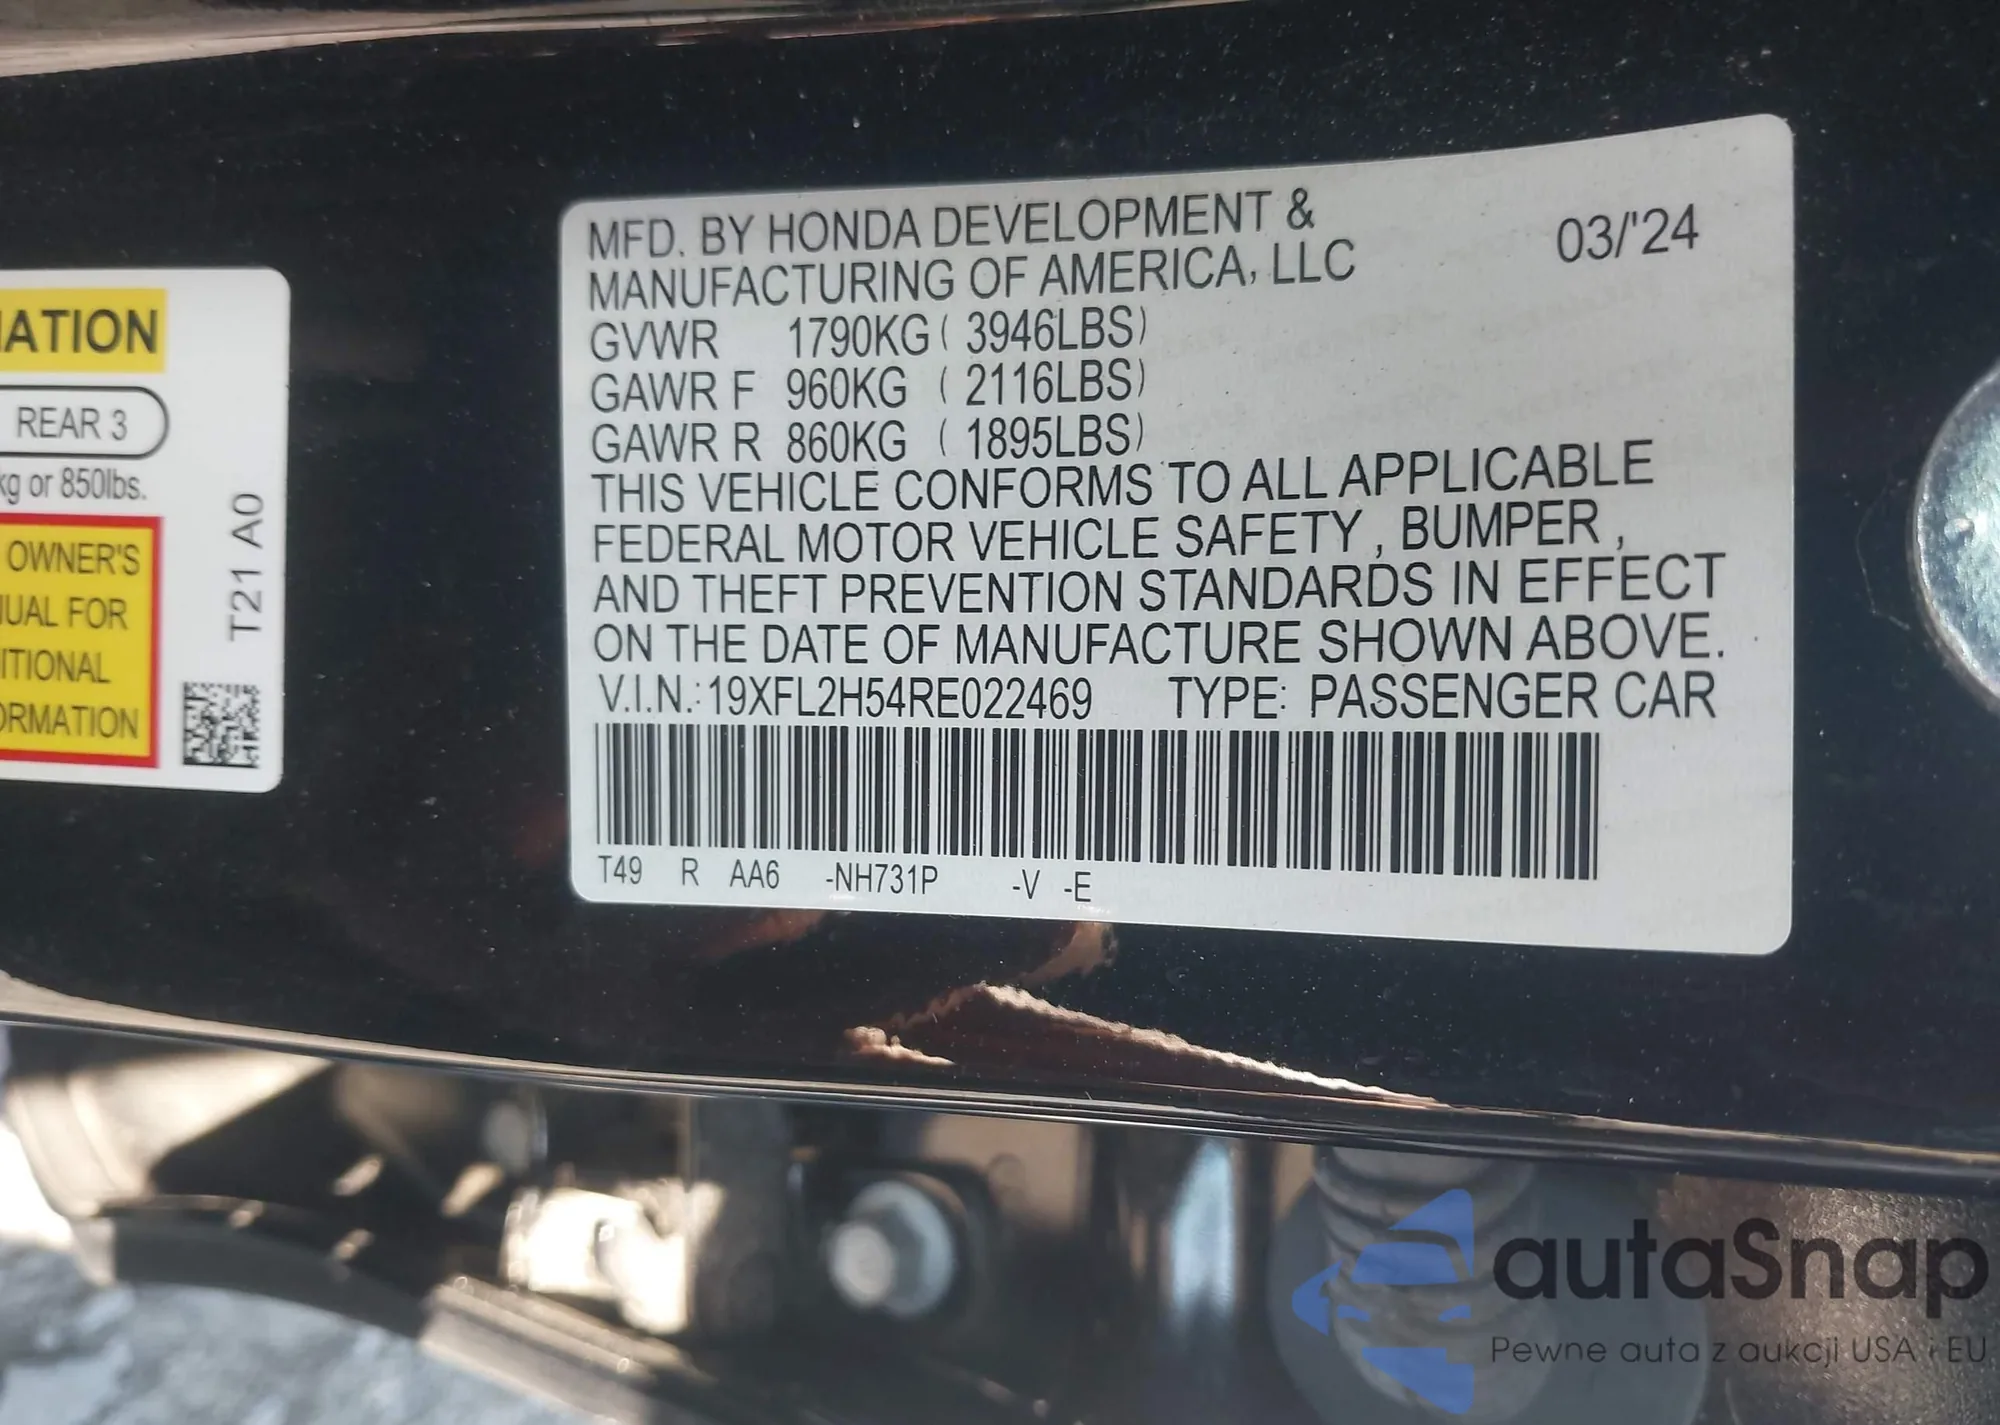 MATION
REAR 3
kg or 850lbs.
OWNER'S
UAL FOR
ITIONAL
ORMATION
T21 A0
MFD. BY HONDA DEVELOPMENT &
MANUFACTURING OF AMERICA, LLC
03/'24
GVWR 1790KG ( 3946LBS)
GAWR F 960KG ( 2116LBS)
GAWR R 860KG ( 1895LBS)
THIS VEHICLE CONFORMS TO ALL APPLICABLE
FEDERAL MOTOR VEHICLE SAFETY , BUMPER ,
AND THEFT PREVENTION STANDARDS IN EFFECT
ON THE DATE OF MANUFACTURE SHOWN ABOVE.
V.I.N.: 19XFL2H54RE022469 TYPE: PASSENGER CAR
T49 R AA6 -NH731P -V -E
autaSnap
Pewne auta z aukcji USA i EU